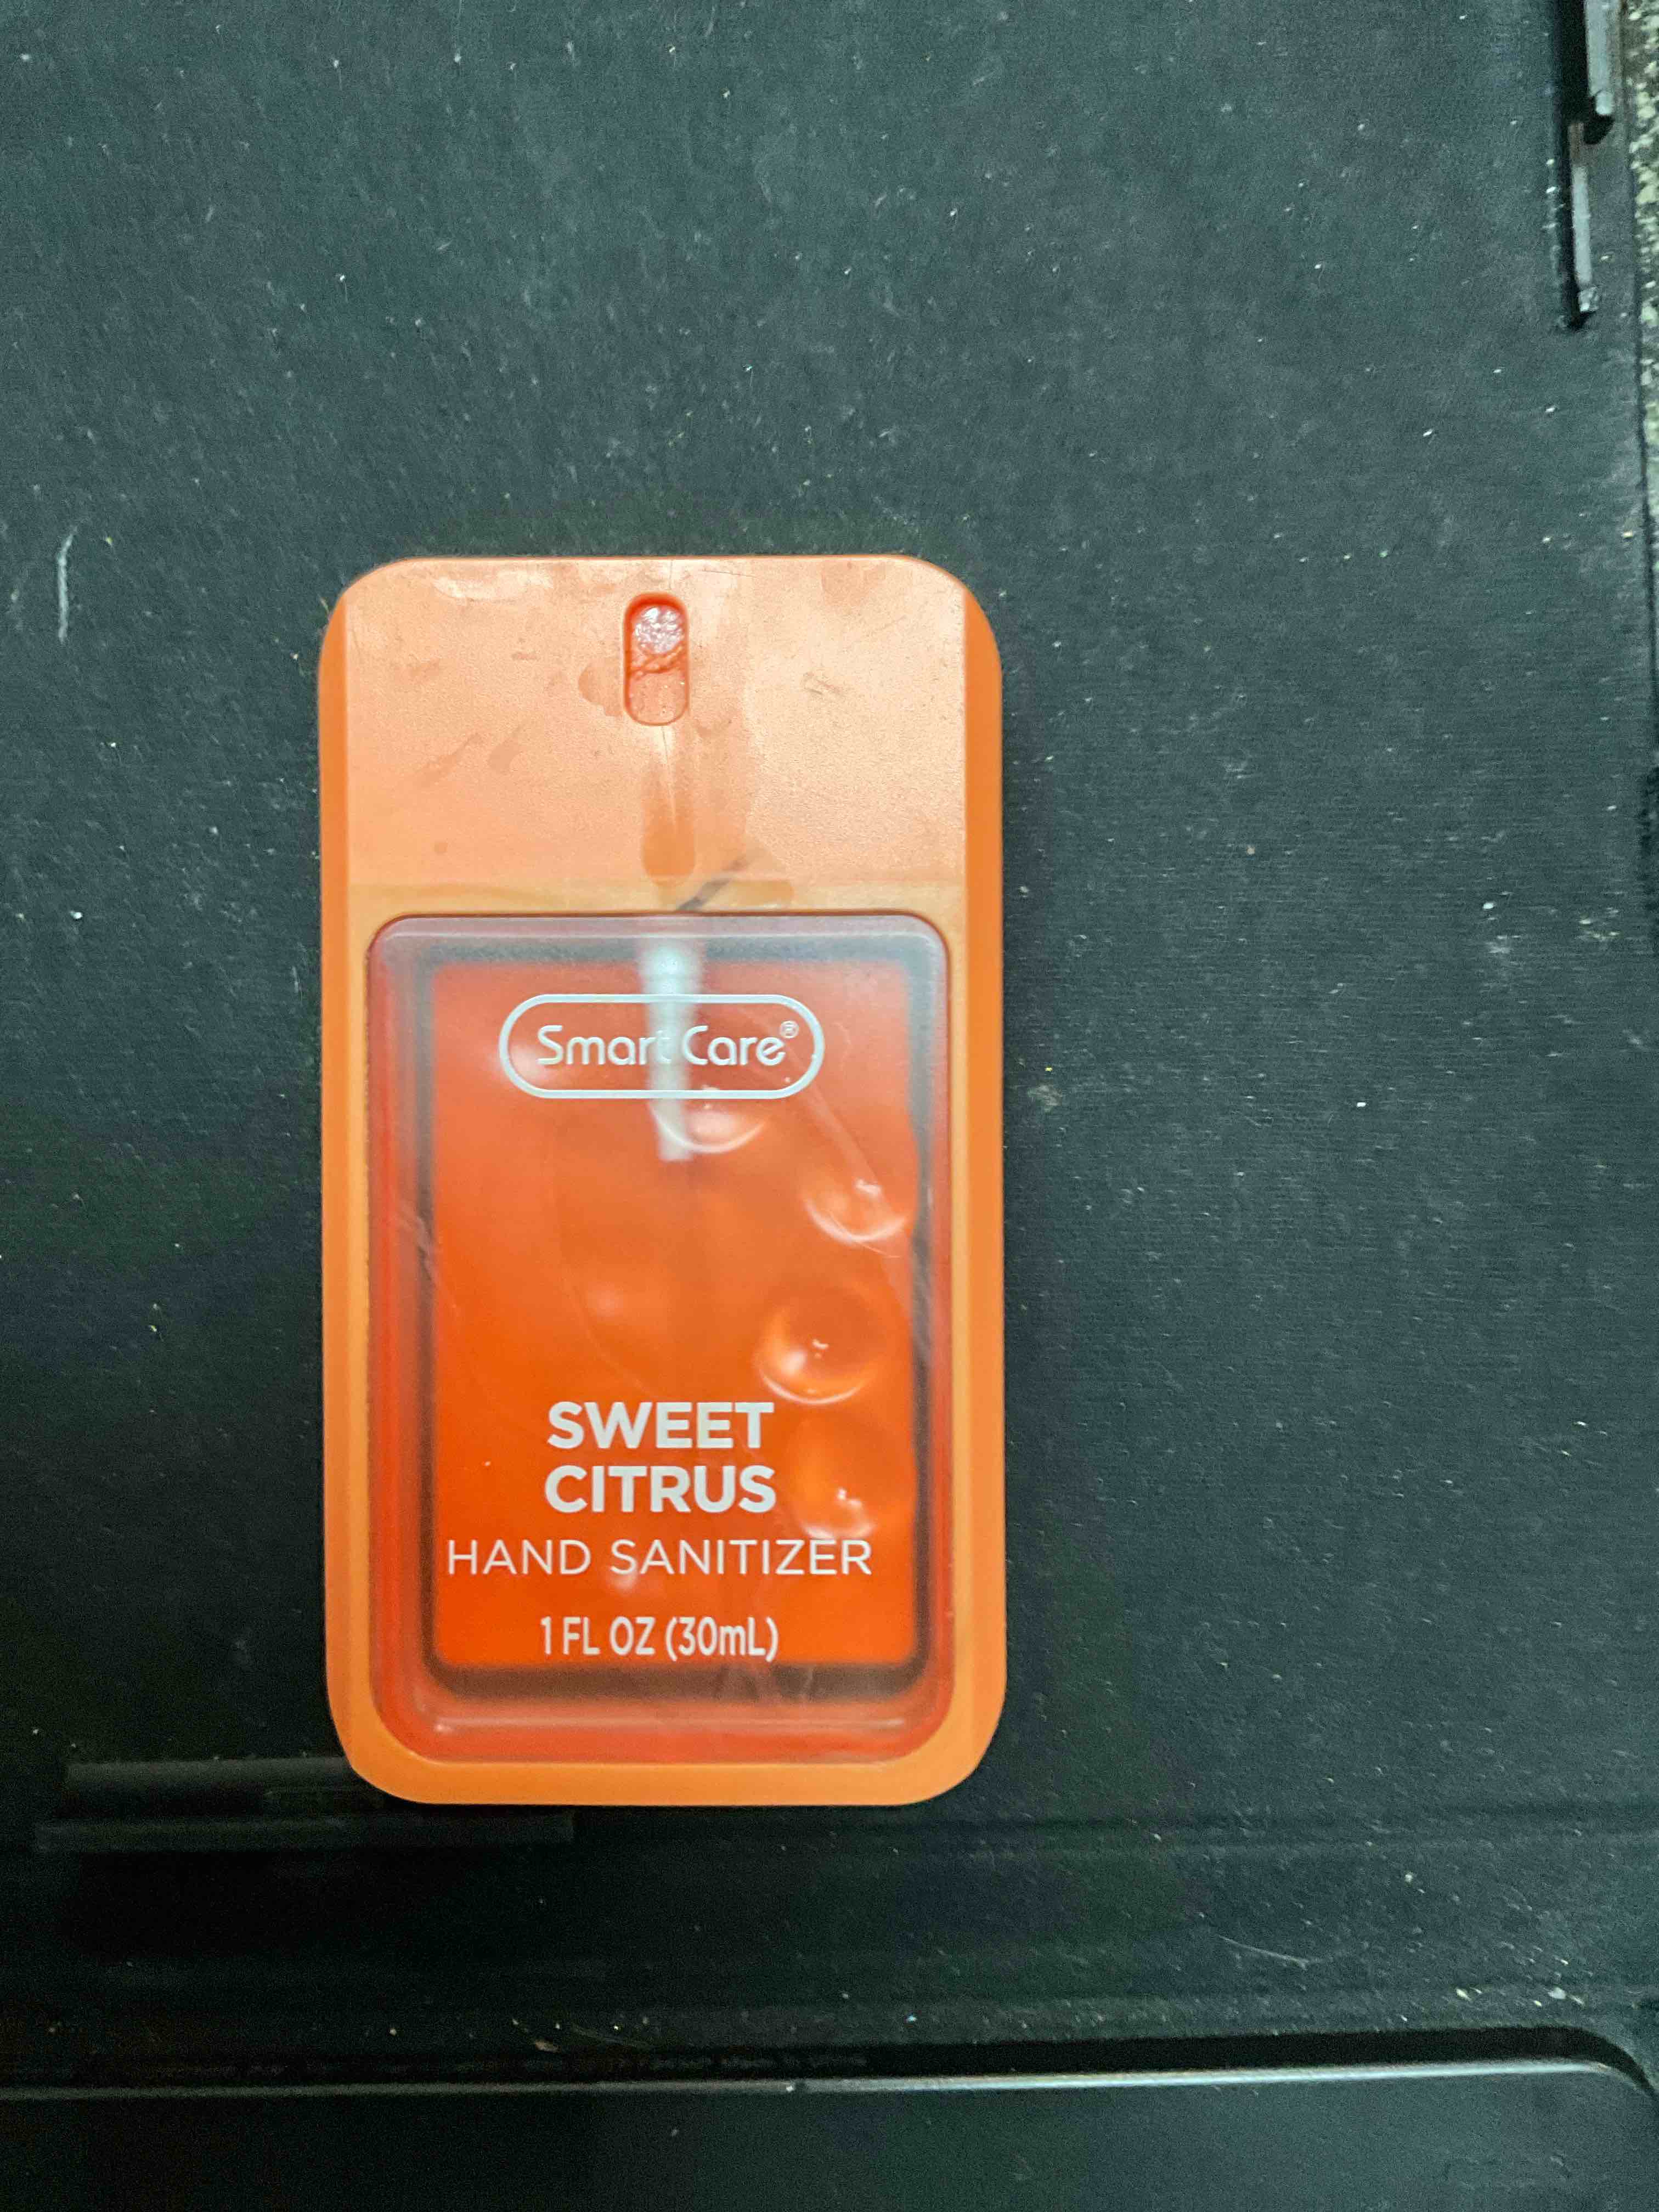 Smart Care®
SWEET
CITRUS
HAND SANITIZER
1 FL OZ (30mL)